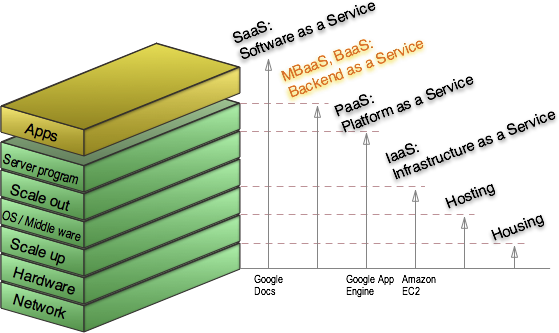 SaaS:
Software as a Service
MBaaS, BaaS:
Backend as a Service
PaaS:
Platform as a Service
IaaS:
Infrastructure as a Service
Hosting
Housing
Apps
Server program
Scale out
OS / Middle ware
Scale up
Hardware
Network
Google
Docs
Google App
Engine
Amazon
EC2